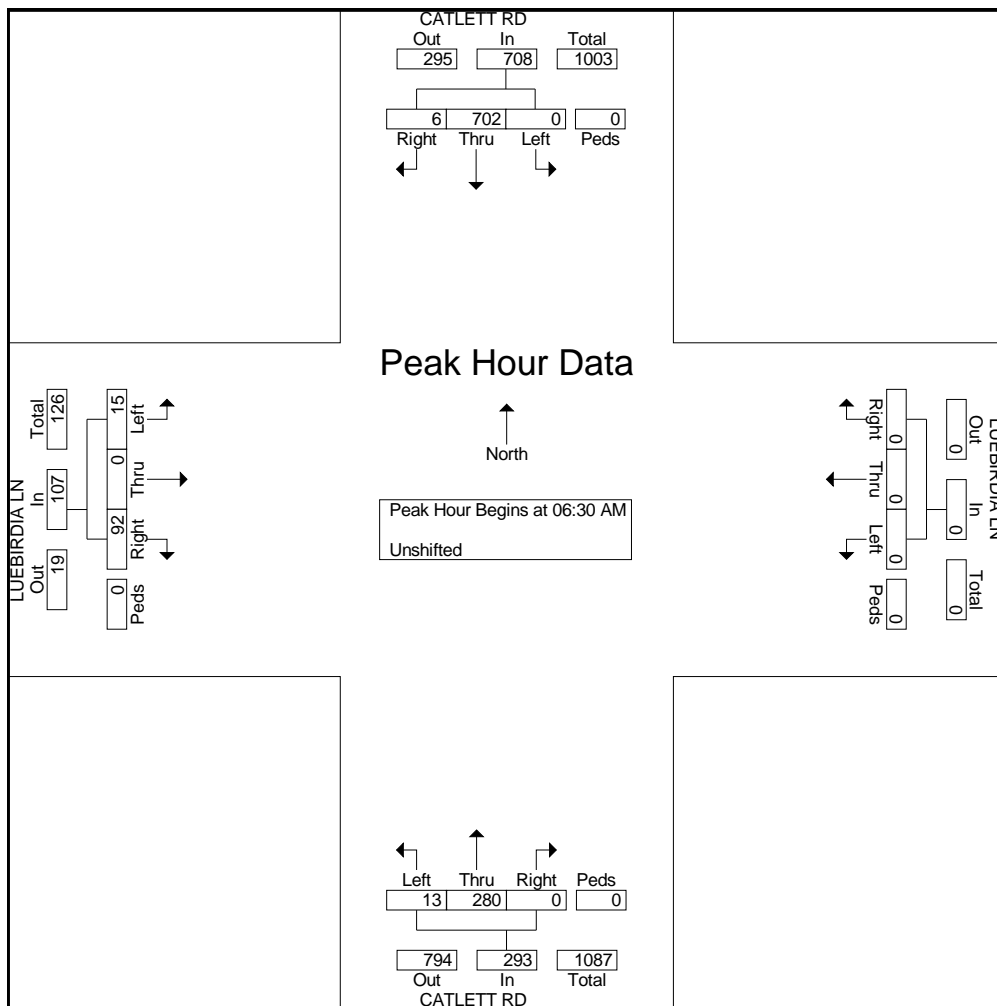 CATLETT RD
Out In Total
295 708 1003
6 702 0 0
Right Thru Left Peds
Peak Hour Data
North
Peak Hour Begins at 06:30 AM
Unshifted
LUEBIRDIA LN
Out In Total
19 107 126
15 0 92 0
Left Thru Right Peds
LUEBIRDIA LN
Out In Total
0 0 0
Right Thru Left Peds
0 0 0 0
Left Thru Right Peds
13 280 0 0
794 293 1087
Out In Total
CATLETT RD